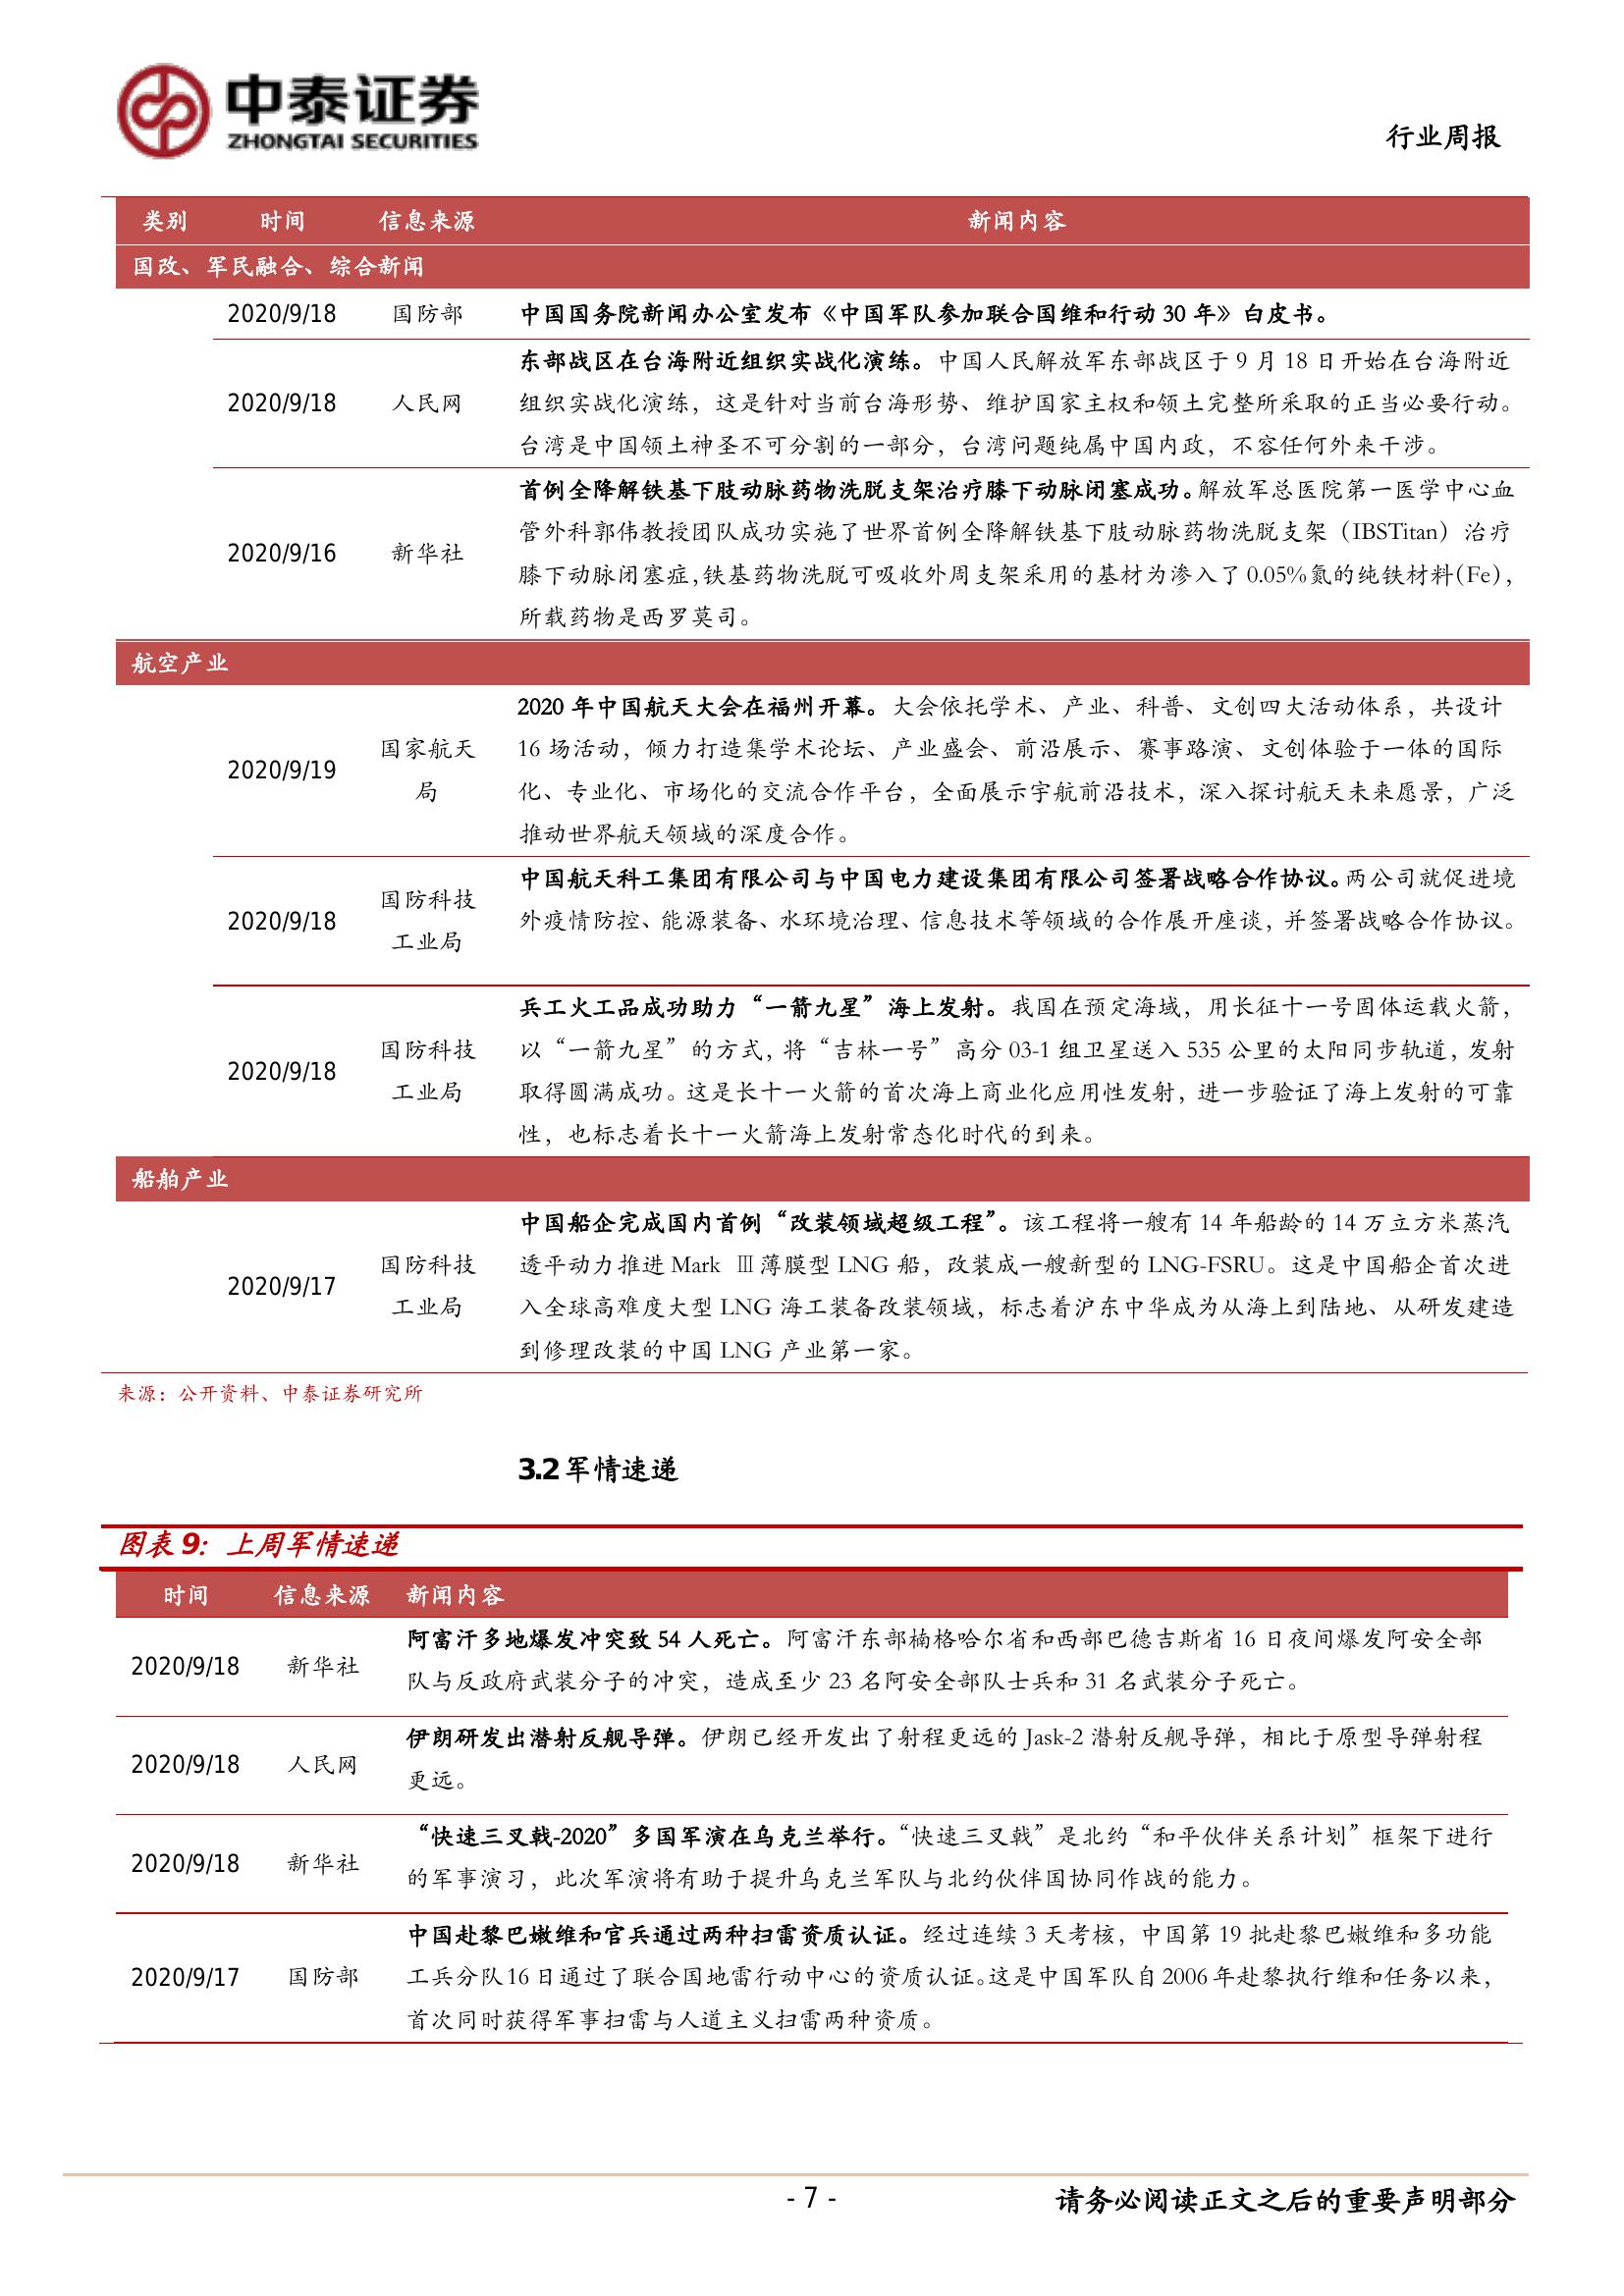 中泰证券
ZHONGTAI SECURITIES
行业周报
类别 时间 信息来源 新闻内容
国改、军民融合、综合新闻
2020/9/18 国防部 中国国务院新闻办公室发布《中国军队参加联合国维和行动 30 年》白皮书。
东部战区在台海附近组织实战化演练。中国人民解放军东部战区于 9 月 18 日开始在台海附近
2020/9/18 人民网 组织实战化演练，这是针对当前台海形势、维护国家主权和领土完整所采取的正当必要行动。
台湾是中国领土神圣不可分割的一部分，台湾问题纯属中国内政，不容任何外来干涉。
首例全降解铁基下肢动脉药物洗脱支架治疗膝下动脉闭塞成功。解放军总医院第一医学中心血
管外科郭伟教授团队成功实施了世界首例全降解铁基下肢动脉药物洗脱支架（IBSTitan）治疗
2020/9/16 新华社
膝下动脉闭塞症,铁基药物洗脱可吸收外周支架采用的基材为渗入了 0.05%氮的纯铁材料(Fe)，
所载药物是西罗莫司。
航空产业
2020 年中国航天大会在福州开幕。大会依托学术、产业、科普、文创四大活动体系，共设计
国家航天 16 场活动，倾力打造集学术论坛、产业盛会、前沿展示、赛事路演、文创体验于一体的国际
2020/9/19
局 化、专业化、市场化的交流合作平台，全面展示宇航前沿技术，深入探讨航天未来愿景，广泛
推动世界航天领域的深度合作。
中国航天科工集团有限公司与中国电力建设集团有限公司签署战略合作协议。两公司就促进境
国防科技
2020/9/18 外疫情防控、能源装备、水环境治理、信息技术等领域的合作展开座谈，并签署战略合作协议。
工业局
兵工火工品成功助力“一箭九星”海上发射。我国在预定海域，用长征十一号固体运载火箭，
国防科技 以“一箭九星”的方式，将“吉林一号”高分 03-1 组卫星送入 535 公里的太阳同步轨道，发射
2020/9/18
工业局 取得圆满成功。这是长十一火箭的首次海上商业化应用性发射，进一步验证了海上发射的可靠
性，也标志着长十一火箭海上发射常态化时代的到来。
船舶产业
中国船企完成国内首例“改装领域超级工程”。该工程将一艘有 14 年船龄的 14 万立方米蒸汽
国防科技 透平动力推进 Mark Ⅲ薄膜型 LNG 船，改装成一艘新型的 LNG-FSRU。这是中国船企首次进
2020/9/17
工业局 入全球高难度大型 LNG 海工装备改装领域，标志着沪东中华成为从海上到陆地、从研发建造
到修理改装的中国 LNG 产业第一家。
来源：公开资料、中泰证券研究所
3.2 军情速递
图表 9：上周军情速递
时间 信息来源 新闻内容
阿富汗多地爆发冲突致 54 人死亡。阿富汗东部楠格哈尔省和西部巴德吉斯省 16 日夜间爆发阿安全部
2020/9/18 新华社
队与反政府武装分子的冲突，造成至少 23 名阿安全部队士兵和 31 名武装分子死亡。
伊朗研发出潜射反舰导弹。伊朗已经开发出了射程更远的 Jask-2 潜射反舰导弹，相比于原型导弹射程
2020/9/18 人民网
更远。
“快速三叉戟-2020”多国军演在乌克兰举行。“快速三叉戟”是北约“和平伙伴关系计划”框架下进行
2020/9/18 新华社
的军事演习，此次军演将有助于提升乌克兰军队与北约伙伴国协同作战的能力。
中国赴黎巴嫩维和官兵通过两种扫雷资质认证。经过连续 3 天考核，中国第 19 批赴黎巴嫩维和多功能
2020/9/17 国防部 工兵分队 16 日通过了联合国地雷行动中心的资质认证。这是中国军队自 2006 年赴黎执行维和任务以来，
首次同时获得军事扫雷与人道主义扫雷两种资质。
- 7 - 请务必阅读正文之后的重要声明部分